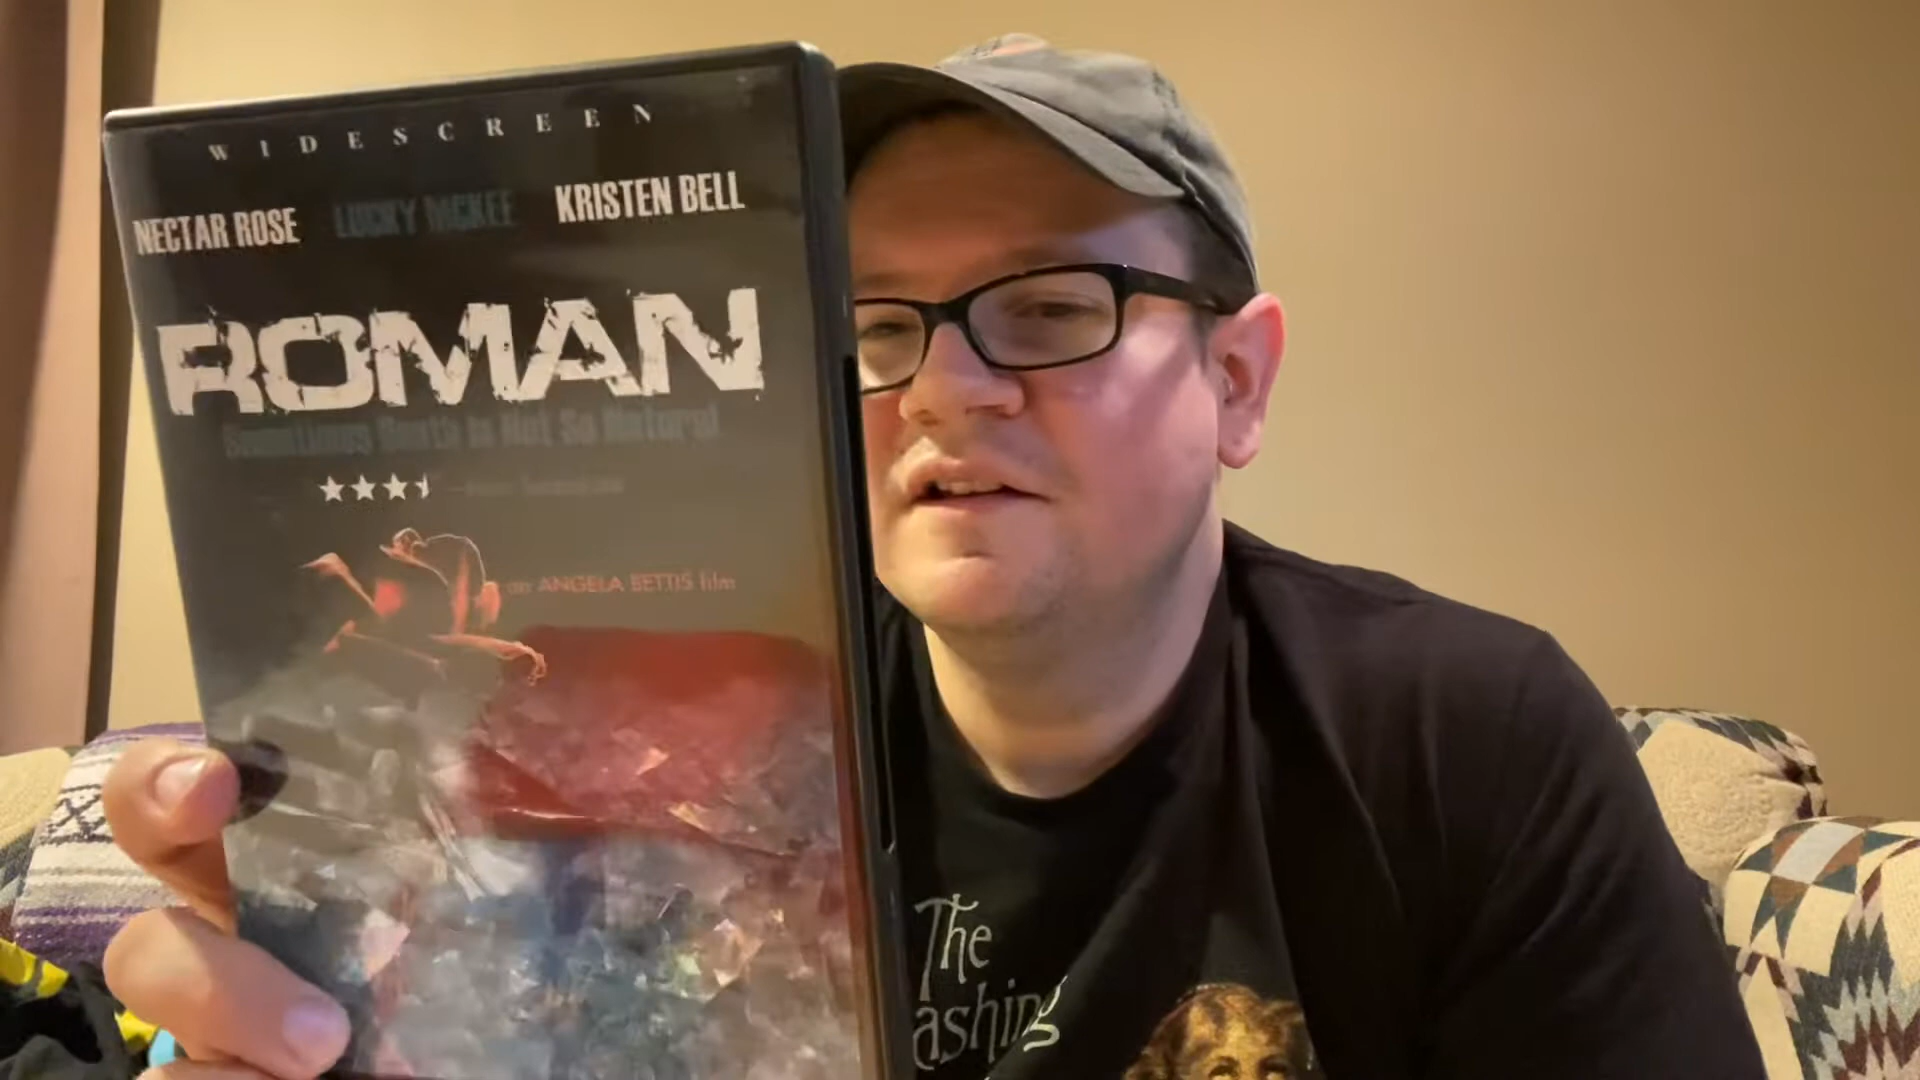 WIDESCREEN
NECTAR ROSE LUCKY MCKEE KRISTEN BELL
ROMAN
Sometimes Death Is Not So Natural
an ANGELA BETTIS film
The
ashing